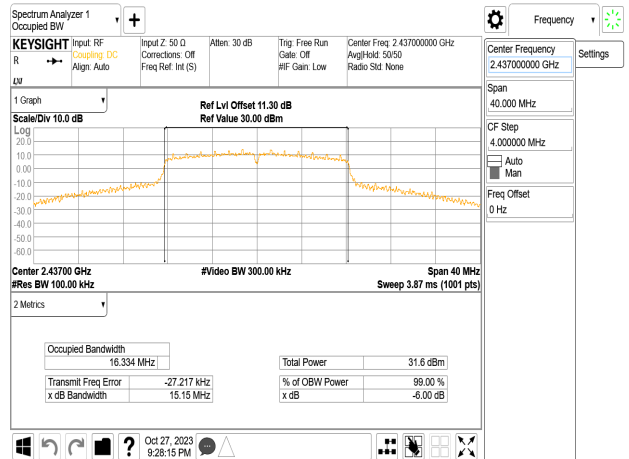 Spectrum Analyzer 1
Occupied BW
Frequency
KEYSIGHT
Input: RF
Coupling: DC
Align: Auto
Input Z: 50 Ω
Corrections: Off
Freq Ref: Int (S)
Atten: 30 dB
Trig: Free Run
Gate: Off
#IF Gain: Low
Center Freq: 2.437000000 GHz
Avg|Hold: 50/50
Radio Std: None
R
LXI
Center Frequency
2.437000000 GHz
Settings
Span
40.000 MHz
CF Step
4.000000 MHz
Auto
Man
Freq Offset
0 Hz
1 Graph
Scale/Div 10.0 dB
Ref Lvl Offset 11.30 dB
Ref Value 30.00 dBm
Log
20.0
10.0
0.00
-10.0
-20.0
-30.0
-40.0
-50.0
-60.0
Center 2.43700 GHz
#Video BW 300.00 kHz
Span 40 MHz
#Res BW 100.00 kHz
Sweep 3.87 ms (1001 pts)
2 Metrics
Occupied Bandwidth
16.334 MHz
Total Power 31.6 dBm
Transmit Freq Error -27.217 kHz
% of OBW Power 99.00 %
x dB Bandwidth 15.15 MHz
x dB -6.00 dB
?
Oct 27, 2023
9:28:15 PM